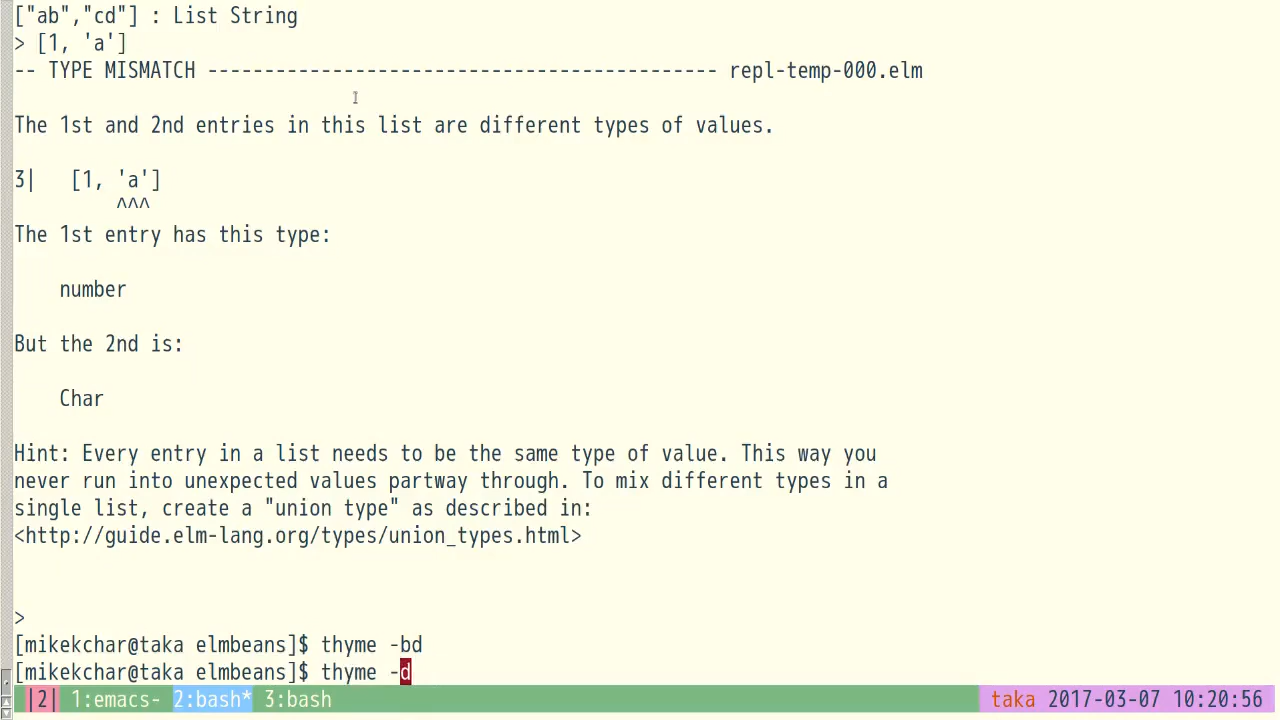 ["ab","cd"] : List String
> [1, 'a']
-- TYPE MISMATCH --------------------------------------------- repl-temp-000.elm
The 1st and 2nd entries in this list are different types of values.
3|   [1, 'a']
         ^^^
The 1st entry has this type:
    number
But the 2nd is:
    Char
Hint: Every entry in a list needs to be the same type of value. This way you
never run into unexpected values partway through. To mix different types in a
single list, create a "union type" as described in:
<http://guide.elm-lang.org/types/union_types.html>
>
[mikekchar@taka elmbeans]$ thyme -bd
[mikekchar@taka elmbeans]$ thyme -d
|2| 1:emacs- 2:bash* 3:bash taka 2017-03-07 10:20:56